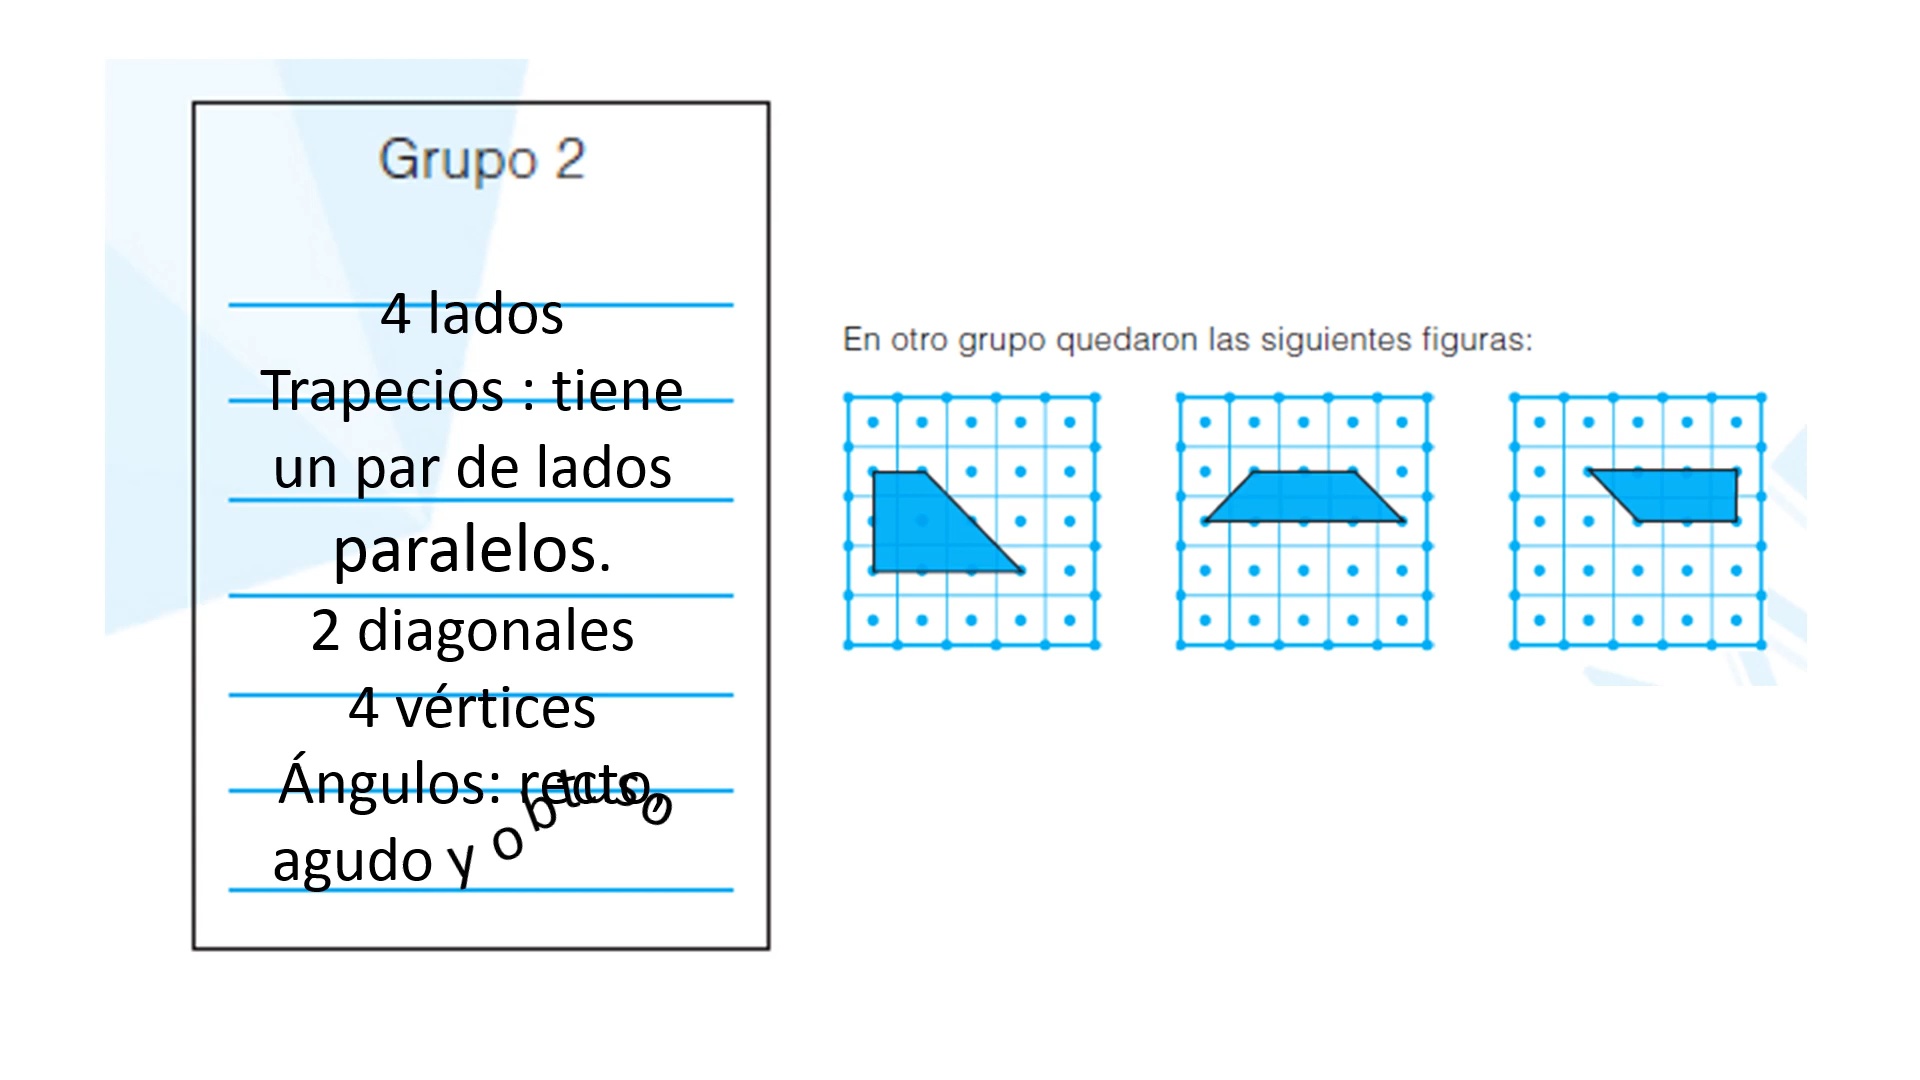 Grupo 2
4 lados
Trapecios : tiene
un par de lados
paralelos.
2 diagonales
4 vértices
Ángulos: recto,
agudo y obtuso
En otro grupo quedaron las siguientes figuras: